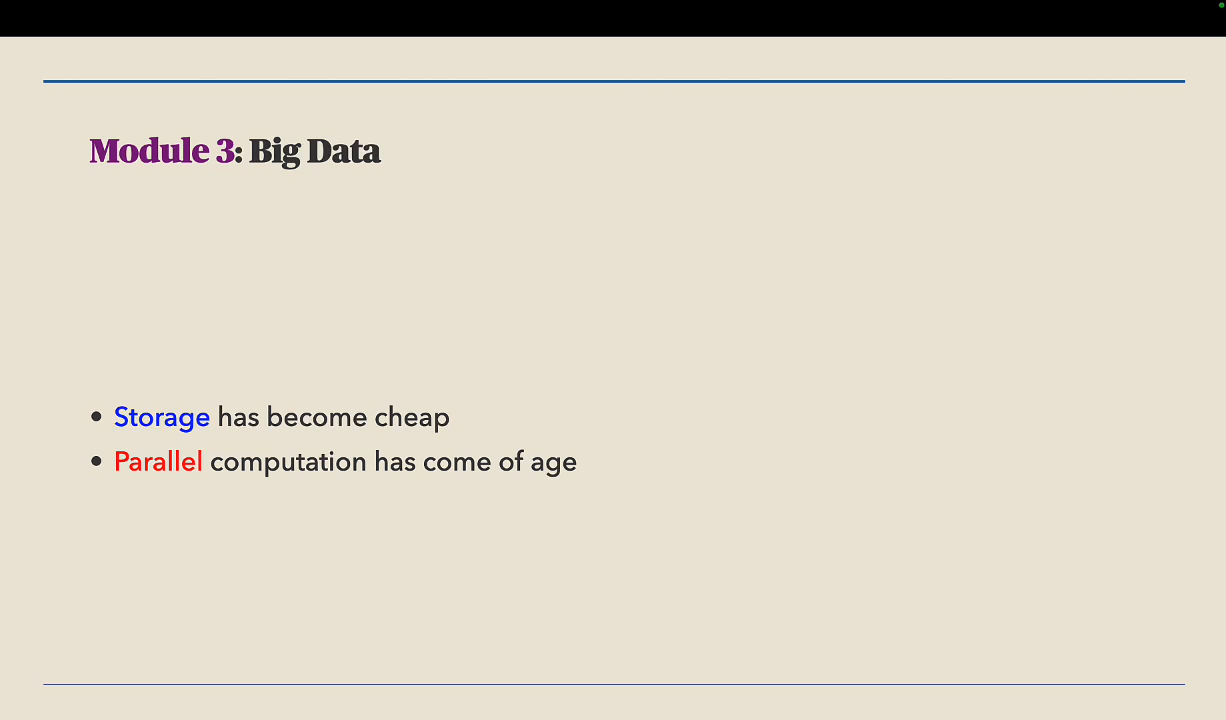 Module 3: Big Data
• Storage has become cheap
• Parallel computation has come of age